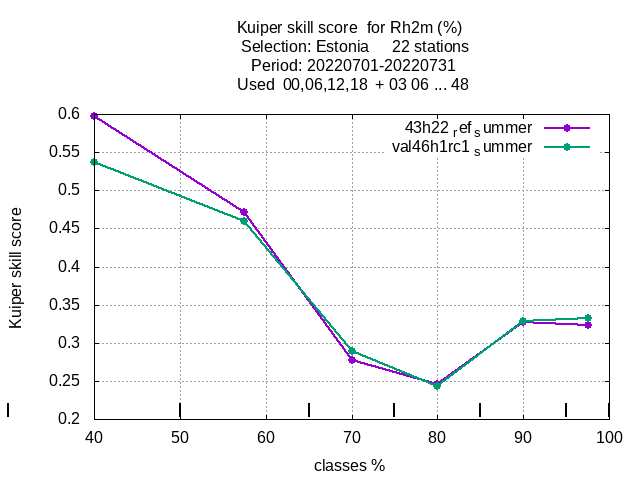 Kuiper skill score  for Rh2m (%)
Selection: Estonia     22 stations
Period: 20220701-20220731
Used  00,06,12,18  + 03 06 ... 48
43h22 ref summer
val46h1rc1 summer
0.6
0.55
0.5
0.45
0.4
0.35
0.3
0.25
0.2
Kuiper skill score
40 50 60 70 80 90 100
classes %